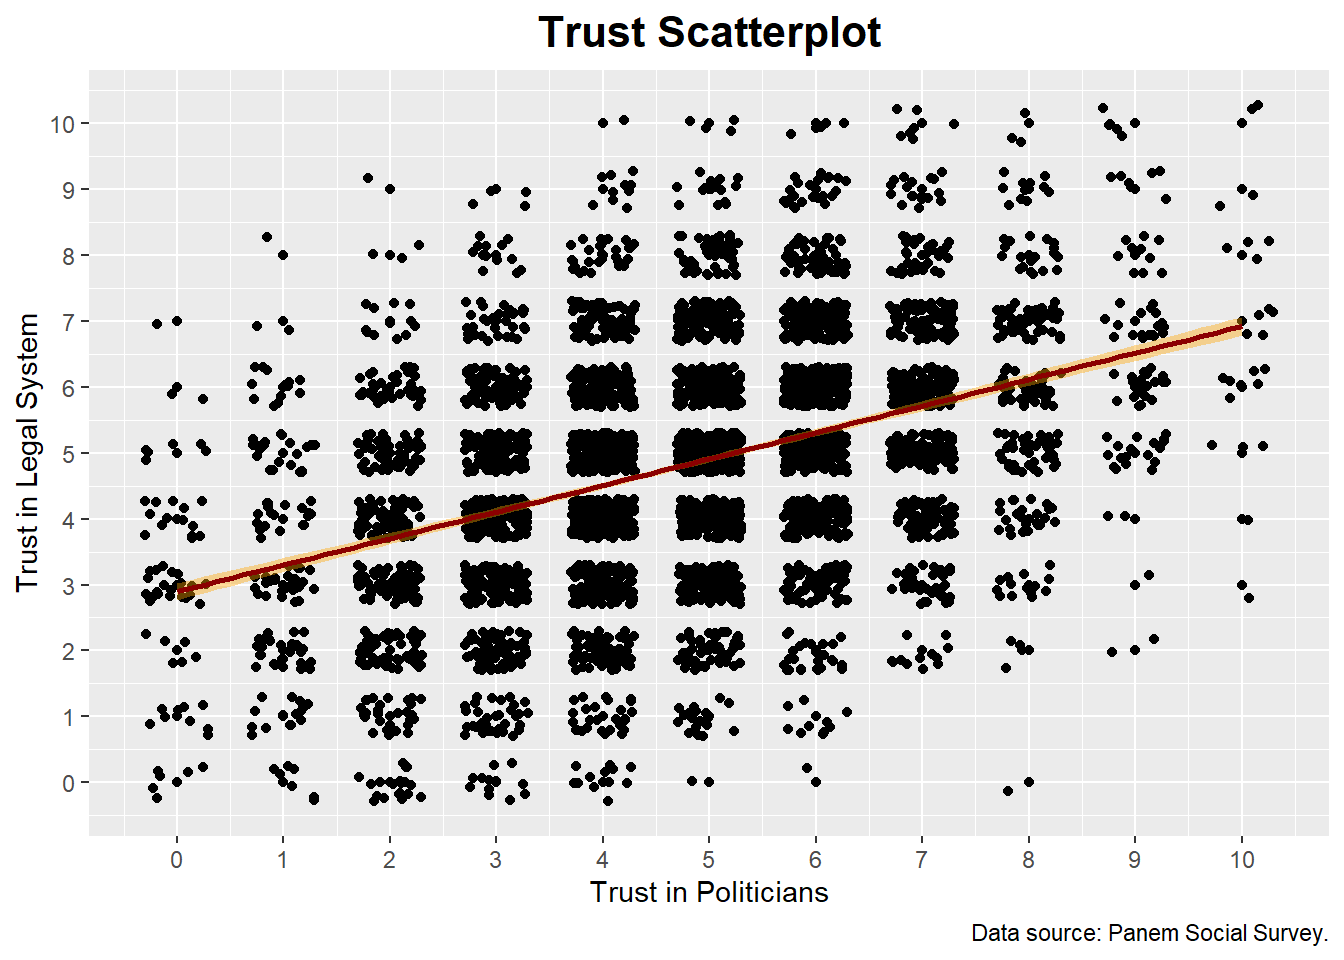 Trust Scatterplot
10
9
8
7
6
5
4
3
2
1
0
Trust in Legal System
0 1 2 3 4 5 6 7 8 9 10
Trust in Politicians
Data source: Panem Social Survey.